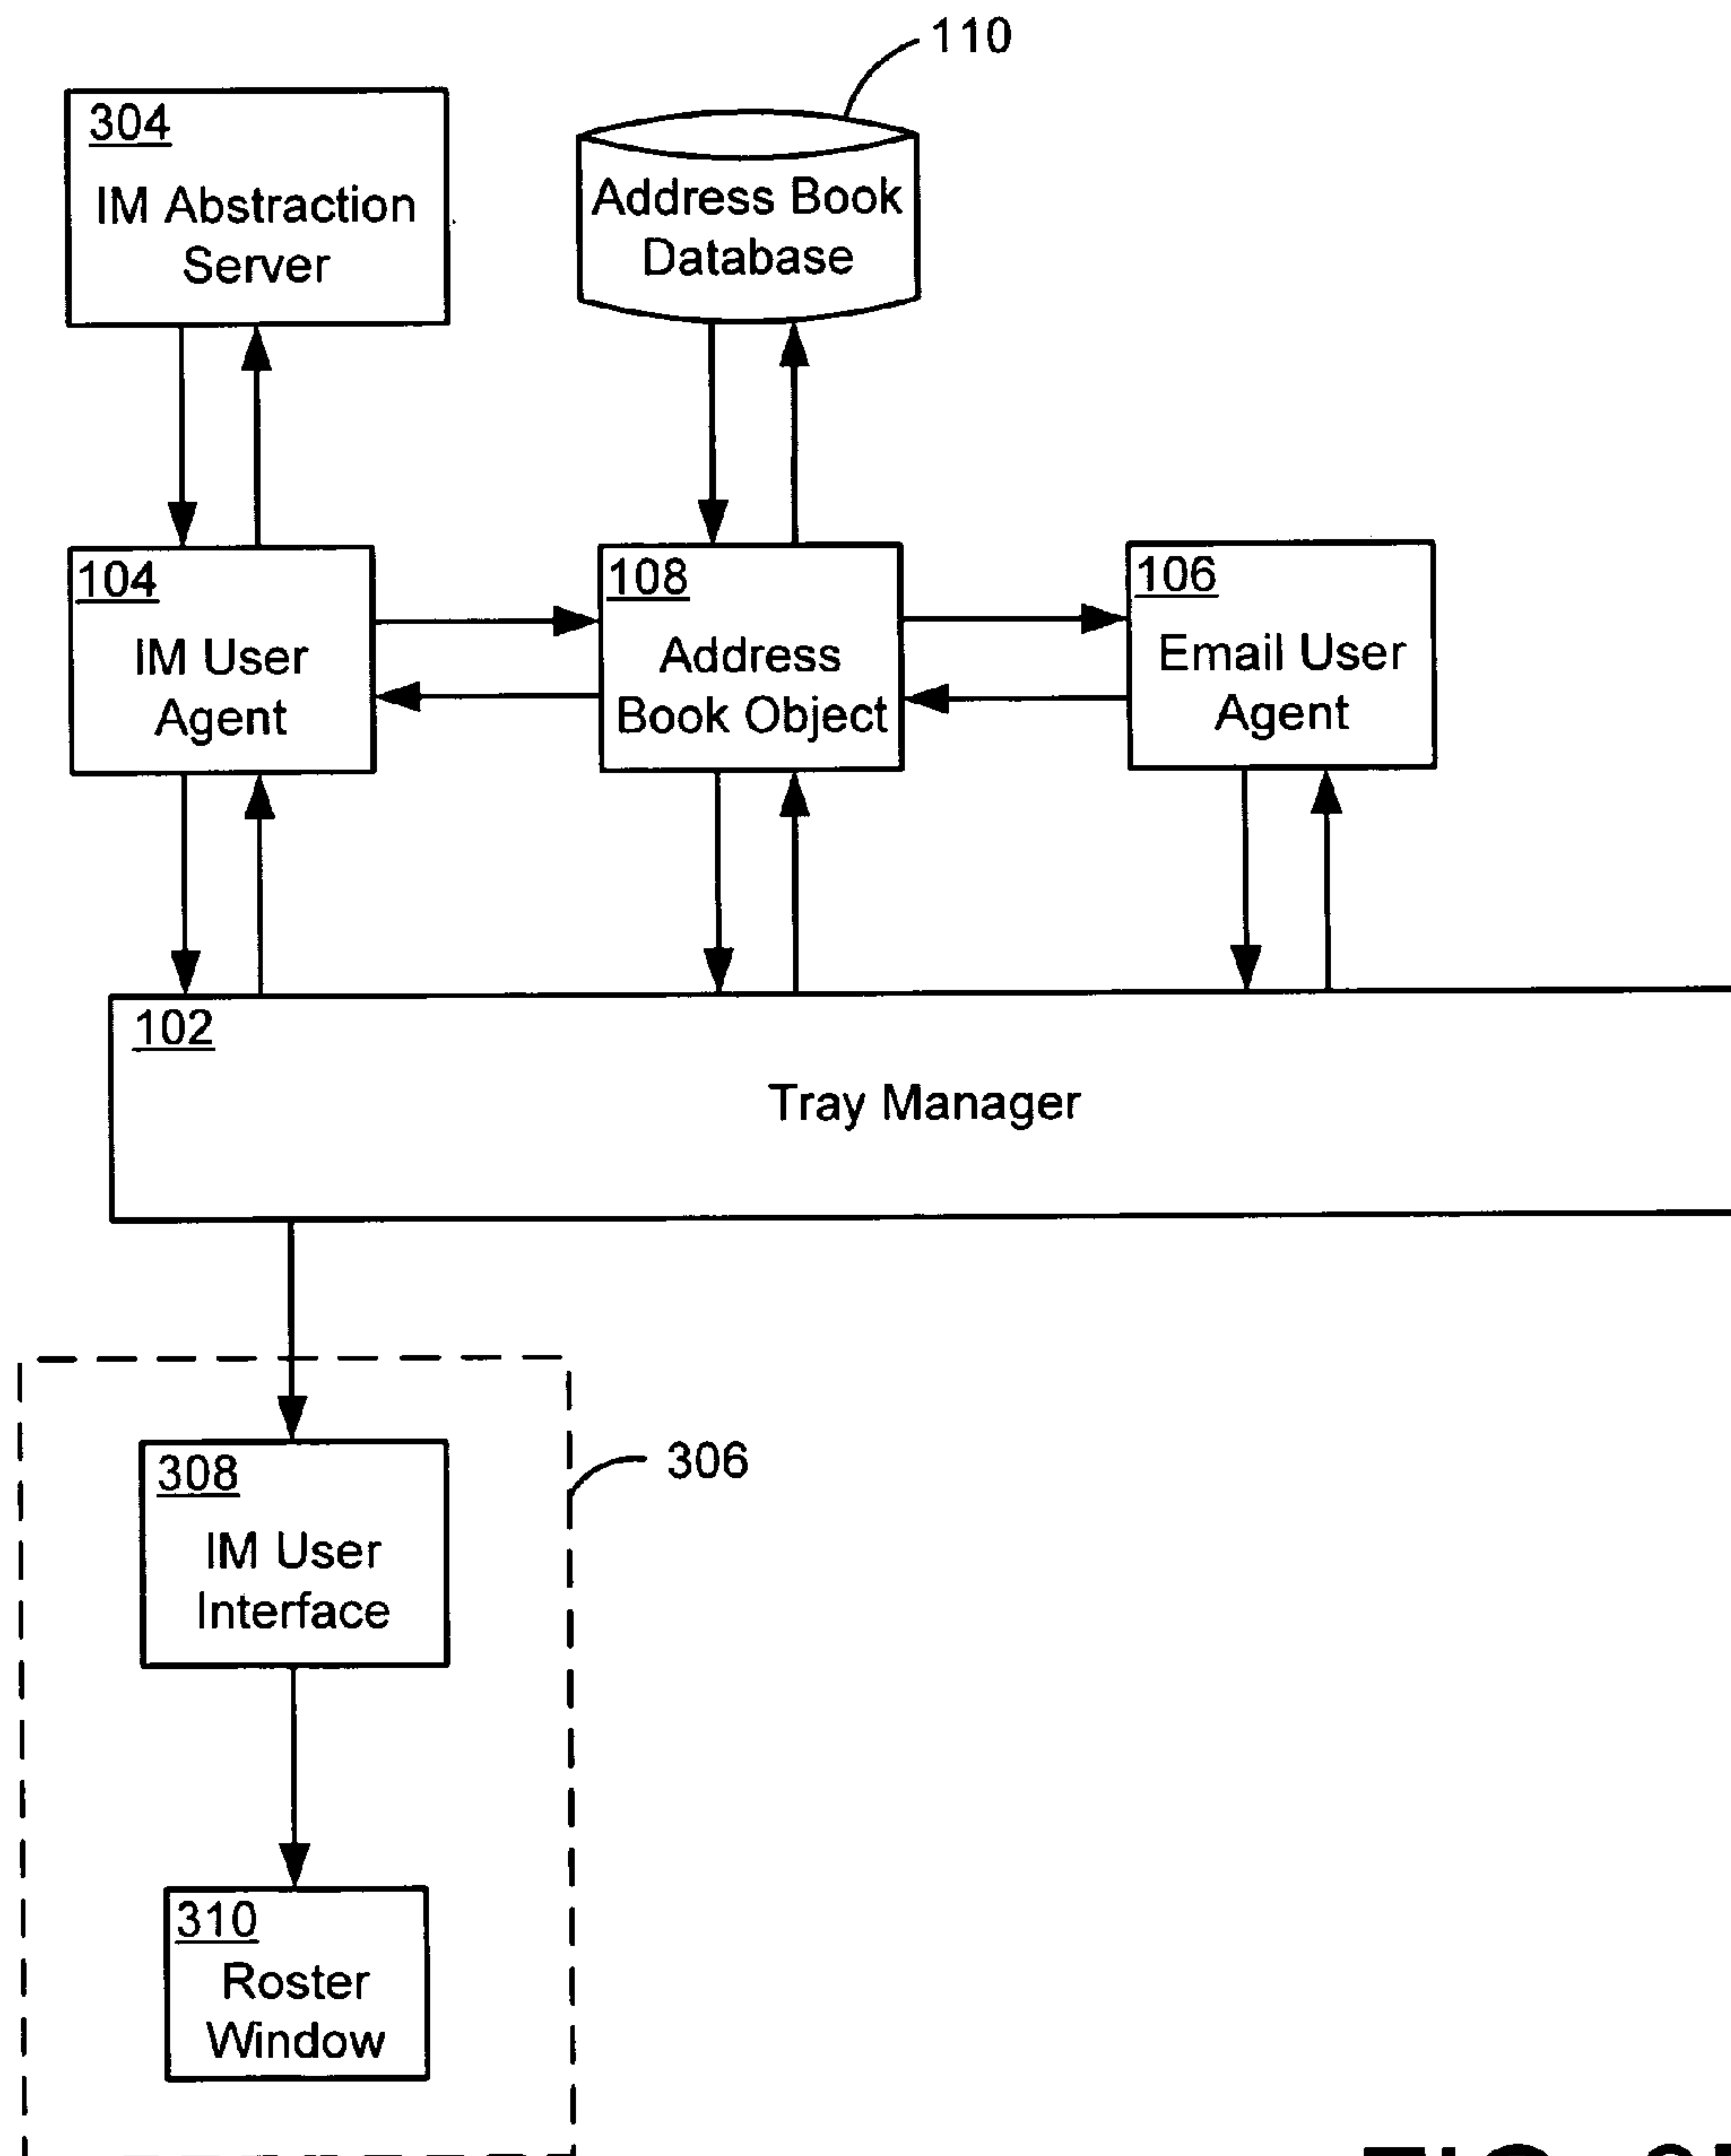 110
304
IM Abstraction
Server
Address Book
Database
104
IM User
Agent
108
Address
Book Object
106
Email User
Agent
102
Tray Manager
308
IM User
Interface
306
310
Roster
Window